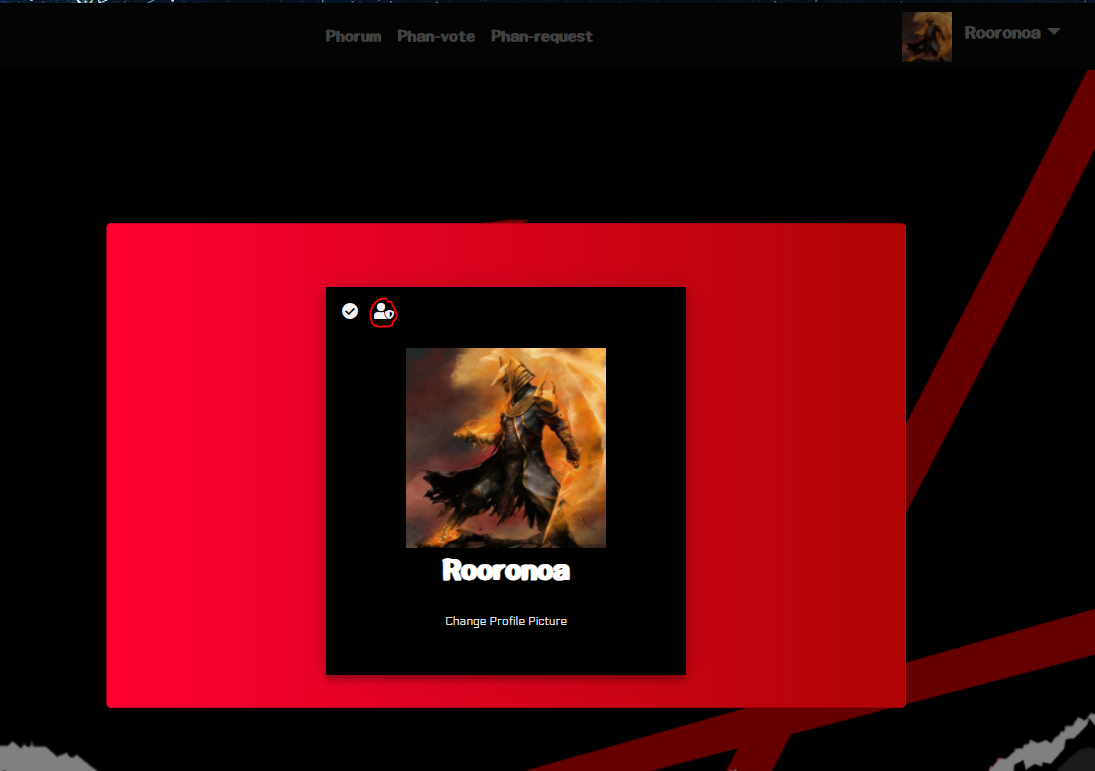 Phorum Phan-vote Phan-request Rooronoa
Rooronoa
Change Profile Picture